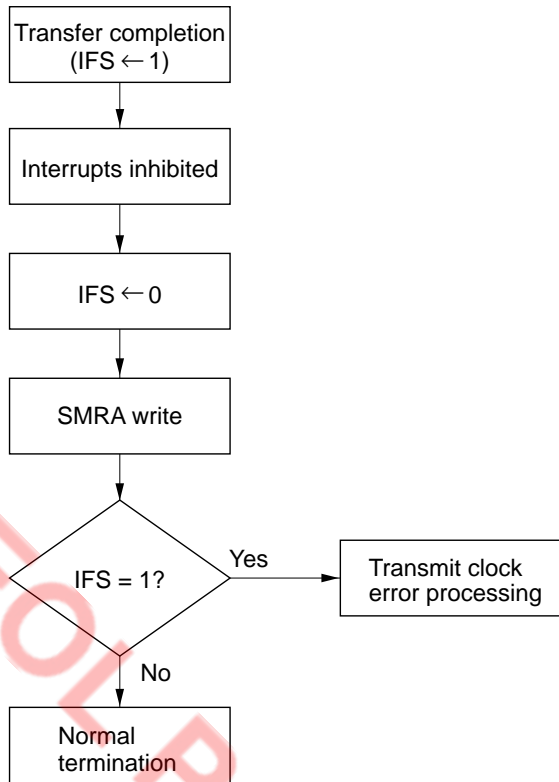 Transfer completion
(IFS ← 1)
Interrupts inhibited
IFS ← 0
SMRA write
IFS = 1?
Yes
Transmit clock
error processing
No
Normal
termination